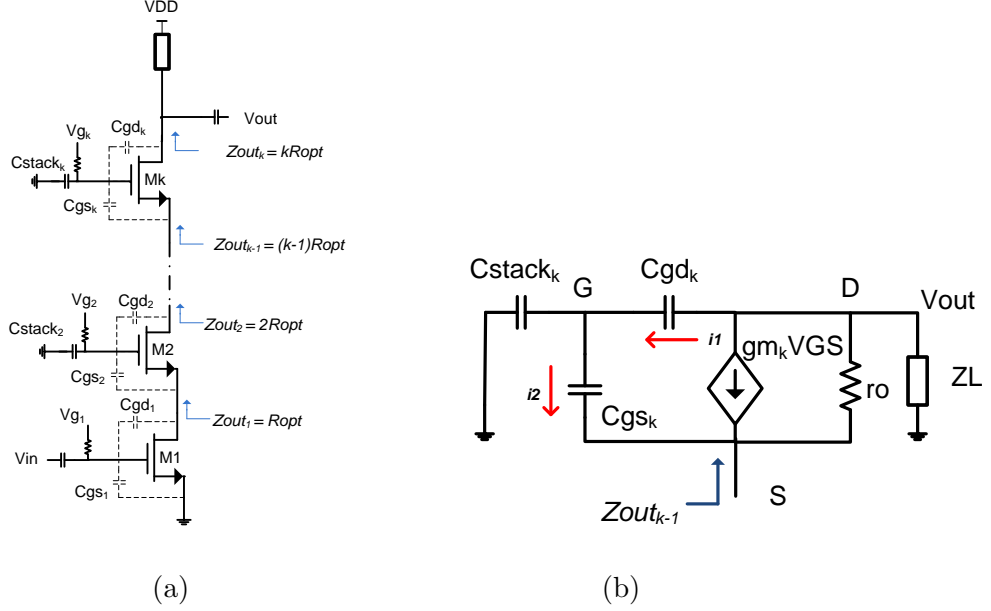 VDD
Vout
Cgdₖ
Vgₖ
Zoutₖ = kRopt
Cstackₖ
Mk
Cgsₖ
Zoutₖ₋₁ = (k-1)Ropt
Vg₂
Cgd₂
Zout₂ = 2Ropt
Cstack₂
M2
Cgs₂
Cgd₁
Zout₁ = Ropt
Vg₁
Vin
M1
Cgs₁
(a)
Cstackₖ
G
Cgdₖ
D
Vout
i1
gmₖVGS
i2
Cgsₖ
ro
ZL
Zoutₖ₋₁
S
(b)